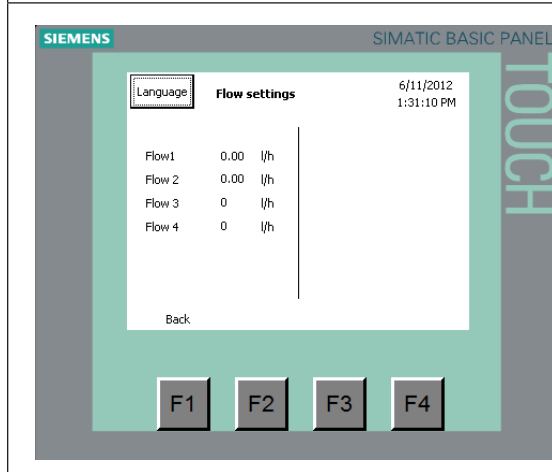 SIEMENS SIMATIC BASIC PANEL
TOUCH
Language Flow settings 6/11/2012
1:31:10 PM
Flow1 0.00 l/h
Flow 2 0.00 l/h
Flow 3 0 l/h
Flow 4 0 l/h
Back
F1 F2 F3 F4